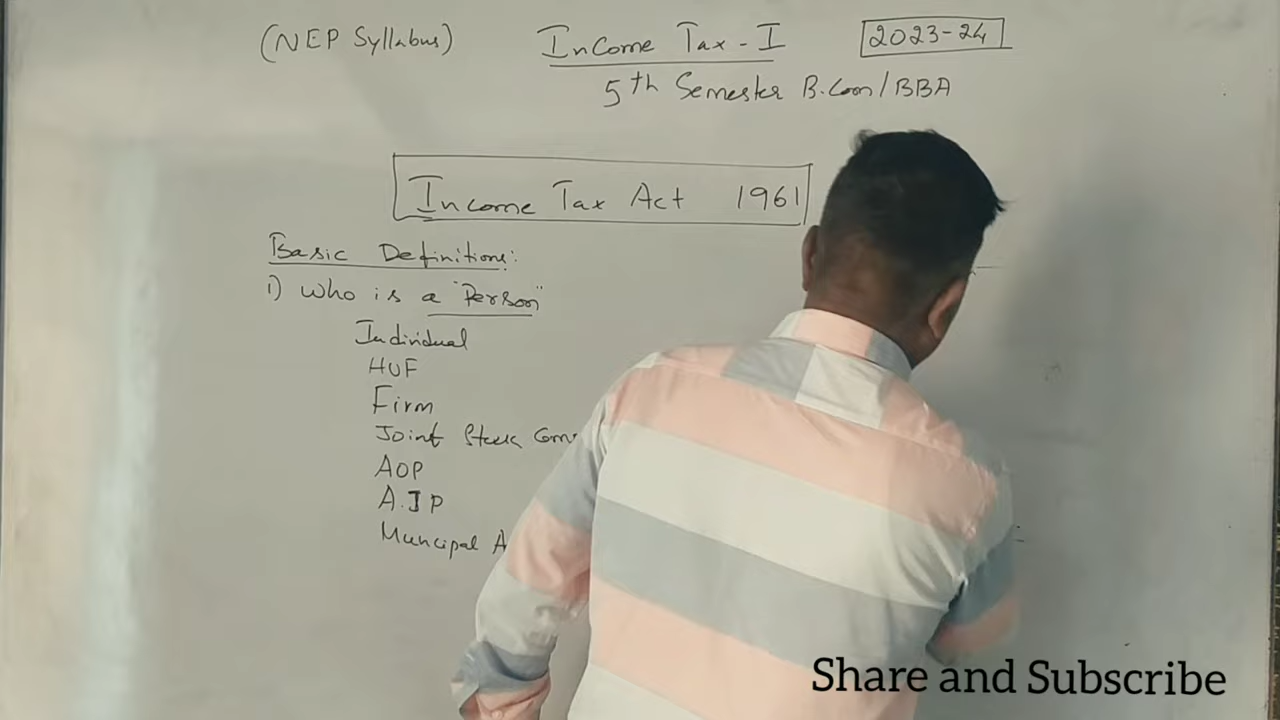 (NEP Syllabus) Income Tax - I 2023-24
5th Semester B.Com/BBA
Income Tax Act 1961
Basic Definitions:
i) Who is a "Person"
Individual
HUF
Firm
Joint Stock Com
AOP
A.J P
Muncipal A
Share and Subscribe